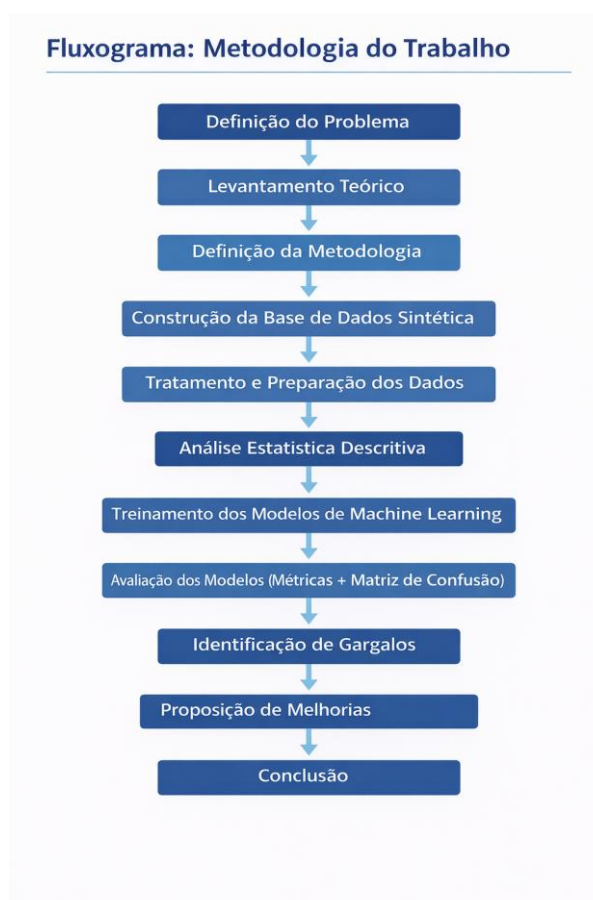 Fluxograma: Metodologia do Trabalho
Definição do Problema
Levantamento Teórico
Definição da Metodologia
Construção da Base de Dados Sintética
Tratamento e Preparação dos Dados
Análise Estatistica Descritiva
Treinamento dos Modelos de Machine Learning
Avaliação dos Modelos (Métricas + Matriz de Confusão)
Identificação de Gargalos
Proposição de Melhorias
Conclusão